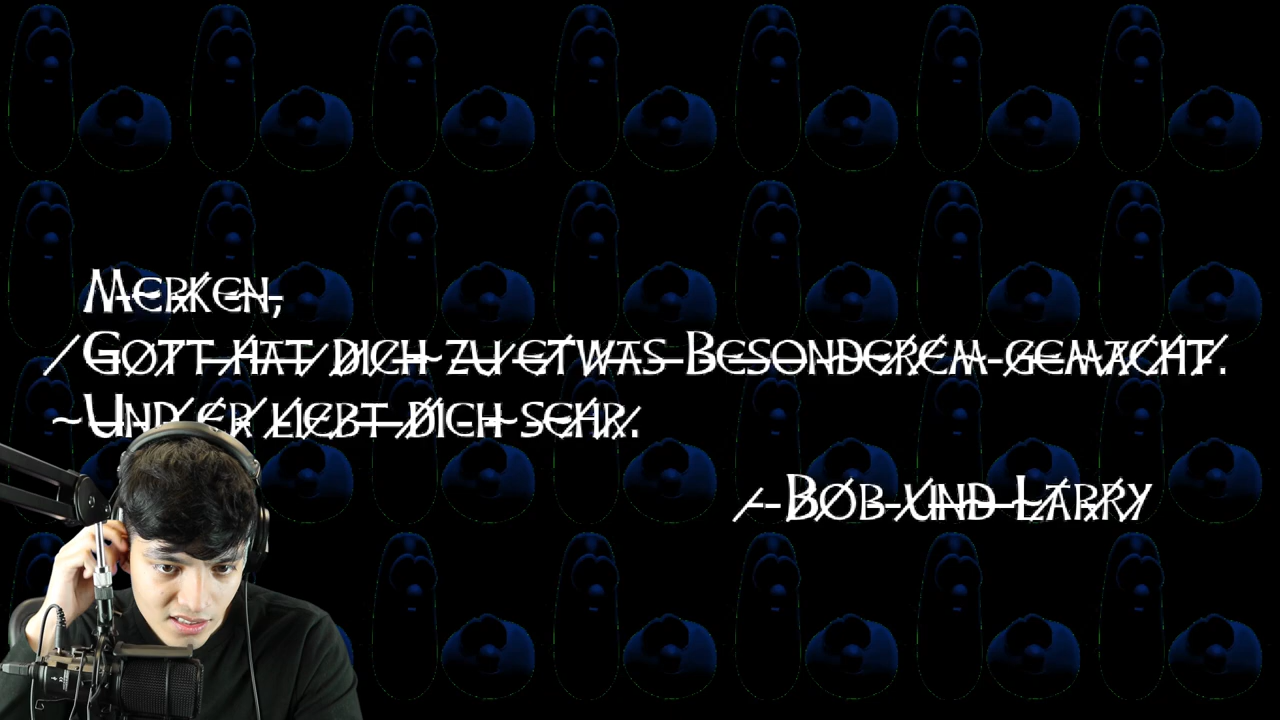 Merken,
Gott hat dich zu etwas Besonderem gemacht.
Und er liebt dich sehr.
- Bob und Larry